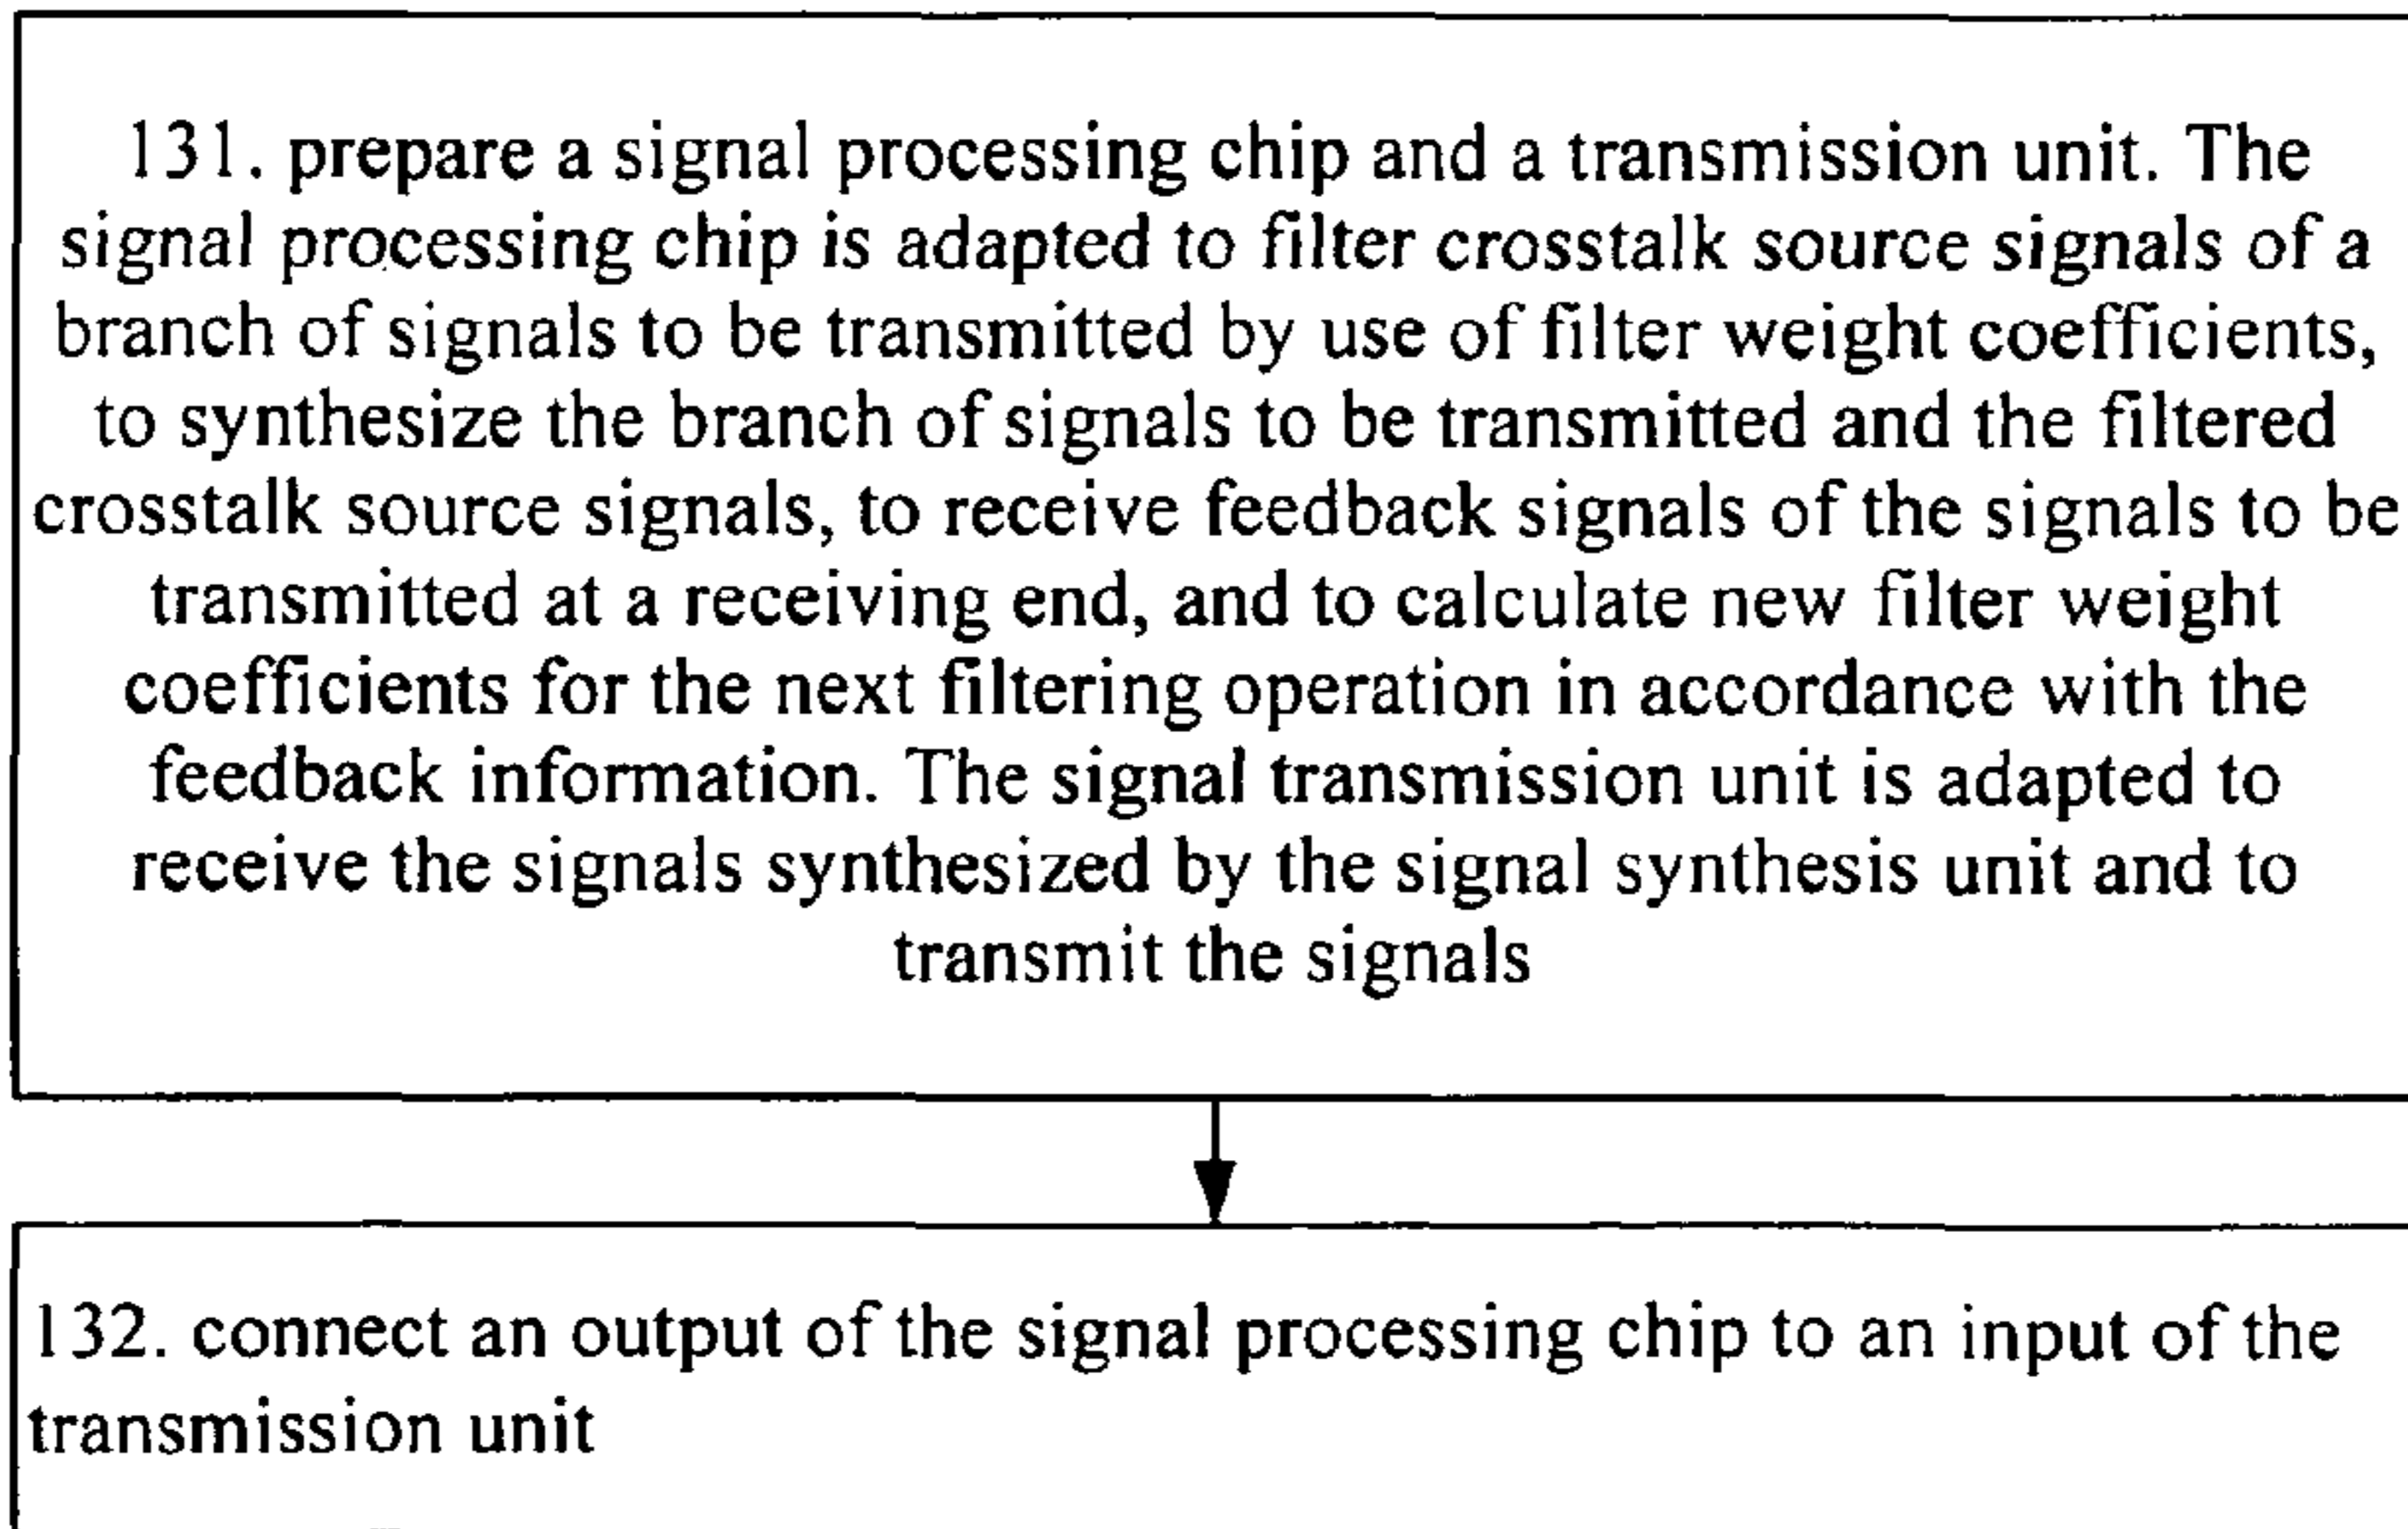 131. prepare a signal processing chip and a transmission unit. The
signal processing chip is adapted to filter crosstalk source signals of a
branch of signals to be transmitted by use of filter weight coefficients,
to synthesize the branch of signals to be transmitted and the filtered
crosstalk source signals, to receive feedback signals of the signals to be
transmitted at a receiving end, and to calculate new filter weight
coefficients for the next filtering operation in accordance with the
feedback information. The signal transmission unit is adapted to
receive the signals synthesized by the signal synthesis unit and to
transmit the signals
132. connect an output of the signal processing chip to an input of the
transmission unit